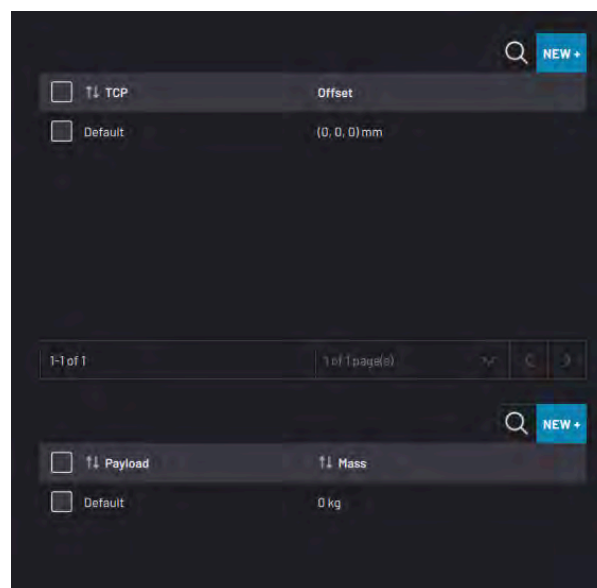 NEW +
TCP Offset
Default (0, 0, 0) mm
1-1 of 1 1 of 1 page(s)
NEW +
Payload Mass
Default 0 kg